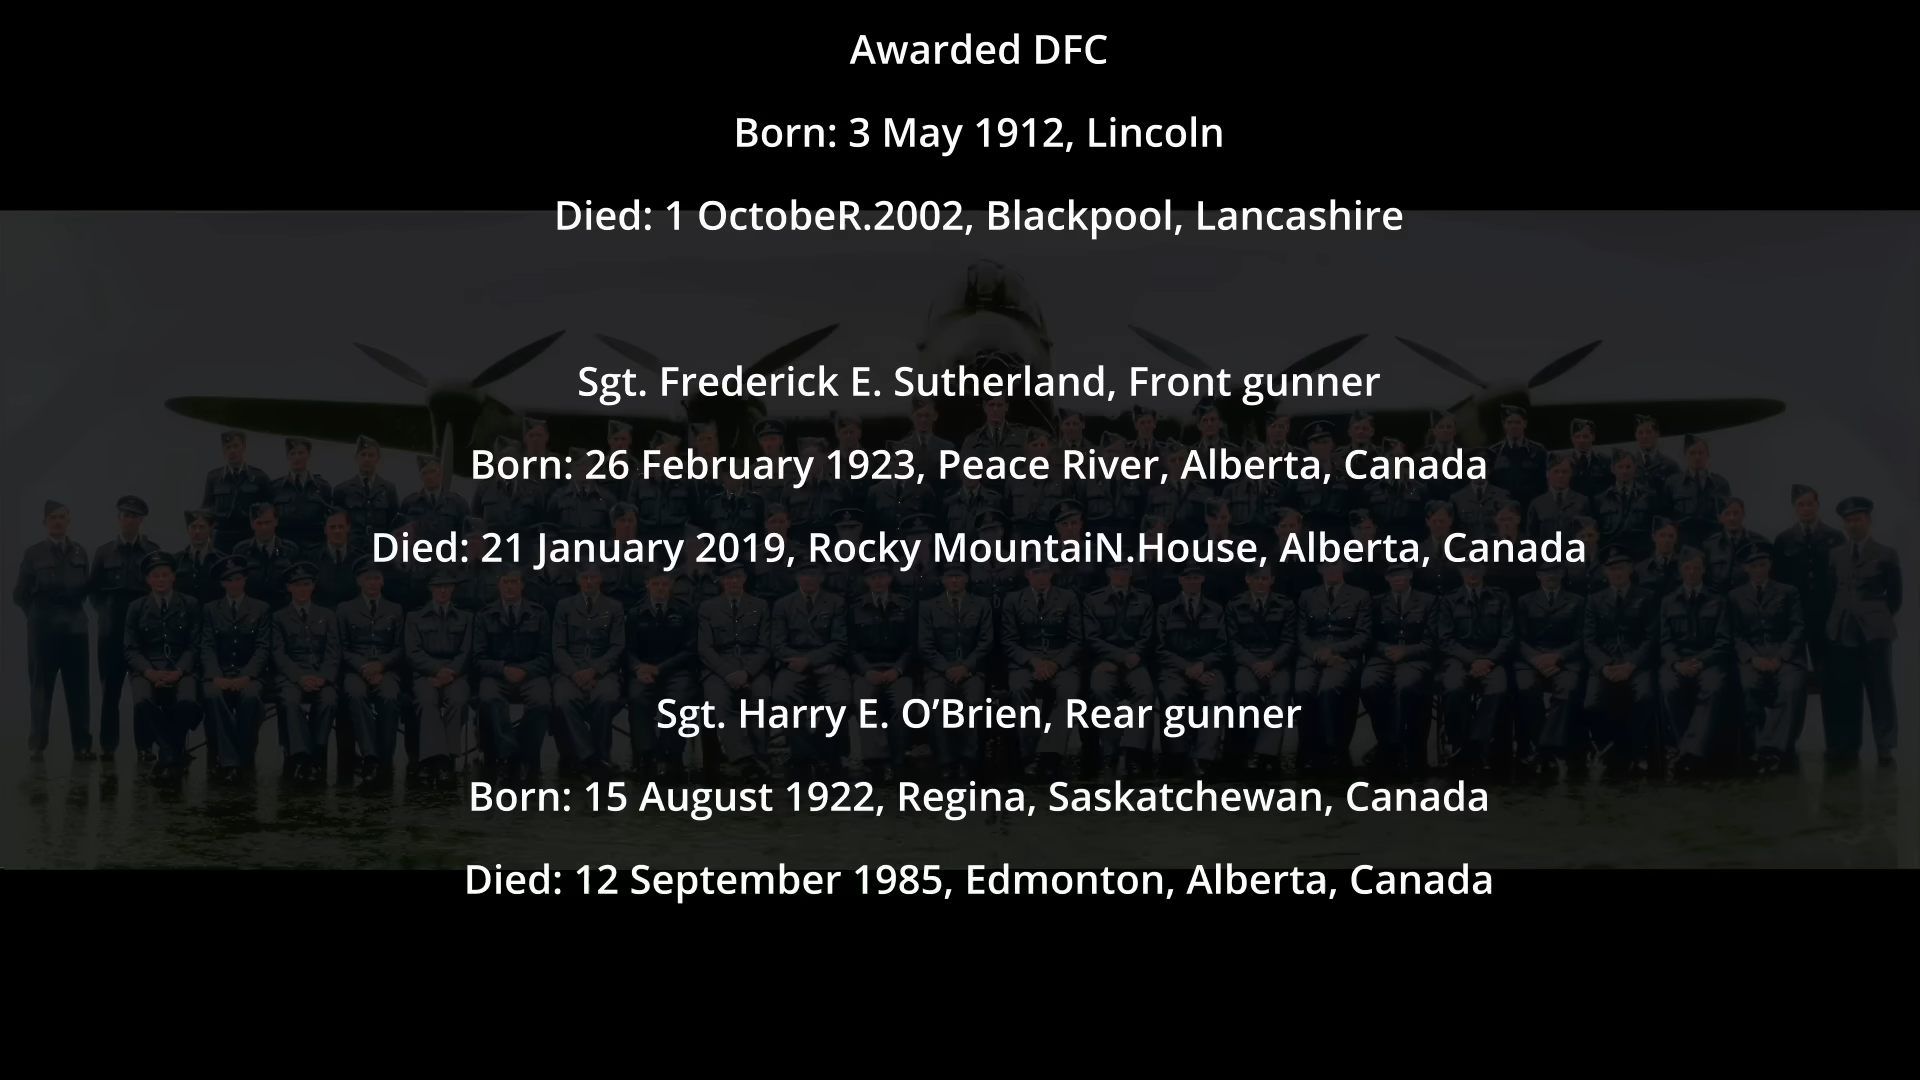 Awarded DFC
Born: 3 May 1912, Lincoln
Died: 1 OctobeR.2002, Blackpool, Lancashire
Sgt. Frederick E. Sutherland, Front gunner
Born: 26 February 1923, Peace River, Alberta, Canada
Died: 21 January 2019, Rocky MountaiN.House, Alberta, Canada
Sgt. Harry E. O’Brien, Rear gunner
Born: 15 August 1922, Regina, Saskatchewan, Canada
Died: 12 September 1985, Edmonton, Alberta, Canada